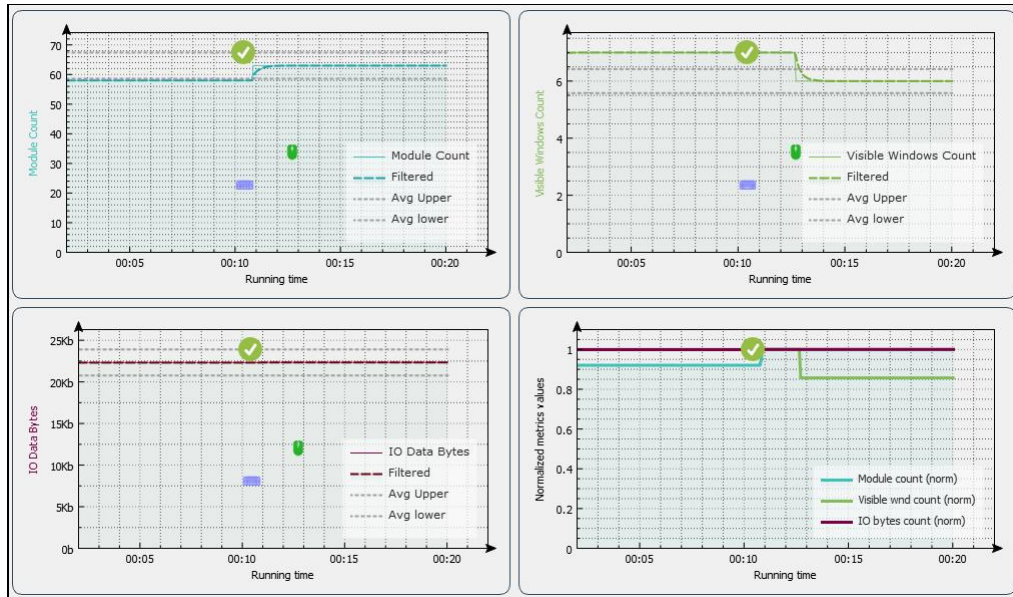 70
60
50
40
30
20
10
0
Module Count
Module Count
Filtered
Avg Upper
Avg lower
00:05
00:10
00:15
00:20
Running time
6
4
2
0
Visible Windows Count
Visible Windows Count
Filtered
Avg Upper
Avg lower
00:05
00:10
00:15
00:20
Running time
25Kb
20Kb
15Kb
10Kb
5Kb
0b
IO Data Bytes
IO Data Bytes
Filtered
Avg Upper
Avg lower
00:05
00:10
00:15
00:20
Running time
1
0.8
0.6
0.4
0.2
0
Normalized metrics values
Module count (norm)
Visible wnd count (norm)
IO bytes count (norm)
00:05
00:10
00:15
00:20
Running time